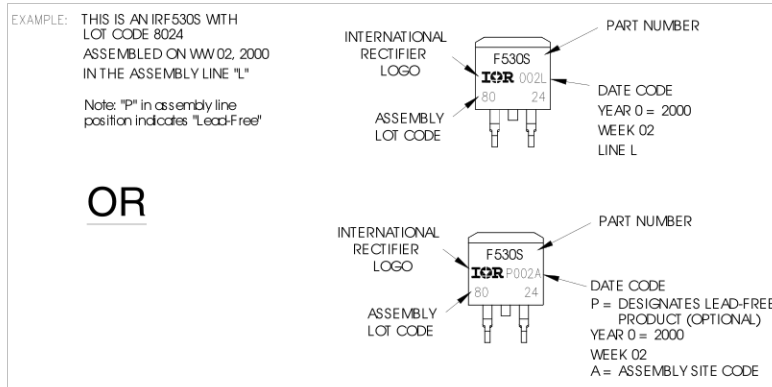 EXAMPLE: THIS IS AN IRF530S WITH
LOT CODE 8024
ASSEMBLED ON WW 02, 2000
IN THE ASSEMBLY LINE "L"
Note: "P" in assembly line
position indicates "Lead-Free"
INTERNATIONAL
RECTIFIER
LOGO
ASSEMBLY
LOT CODE
F530S
IOR 002L
80 24
PART NUMBER
DATE CODE
YEAR 0 = 2000
WEEK 02
LINE L
OR
INTERNATIONAL
RECTIFIER
LOGO
ASSEMBLY
LOT CODE
F530S
IOR P002A
80 24
PART NUMBER
DATE CODE
P = DESIGNATES LEAD-FREE
PRODUCT (OPTIONAL)
YEAR 0 = 2000
WEEK 02
A = ASSEMBLY SITE CODE